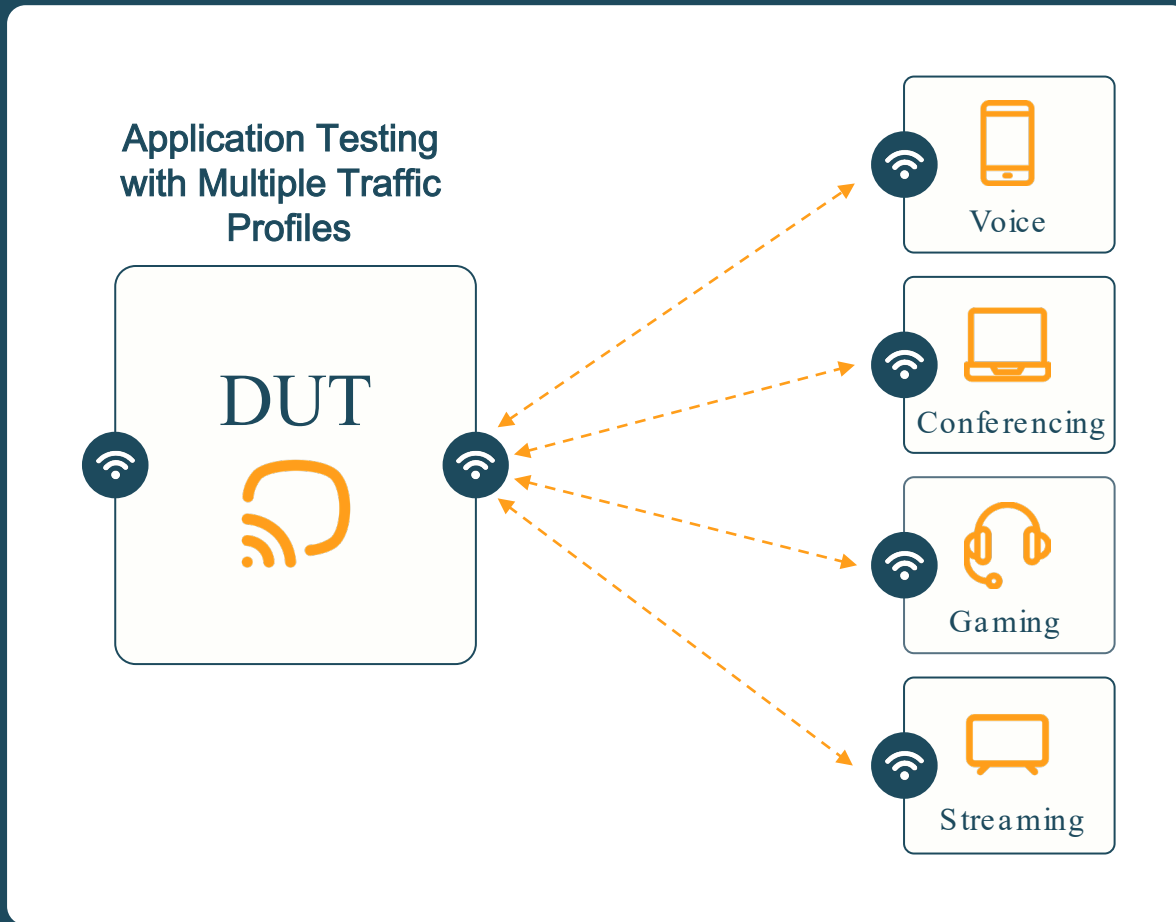 Application Testing
with Multiple Traffic
Profiles
DUT
Voice
Conferencing
Gaming
Streaming